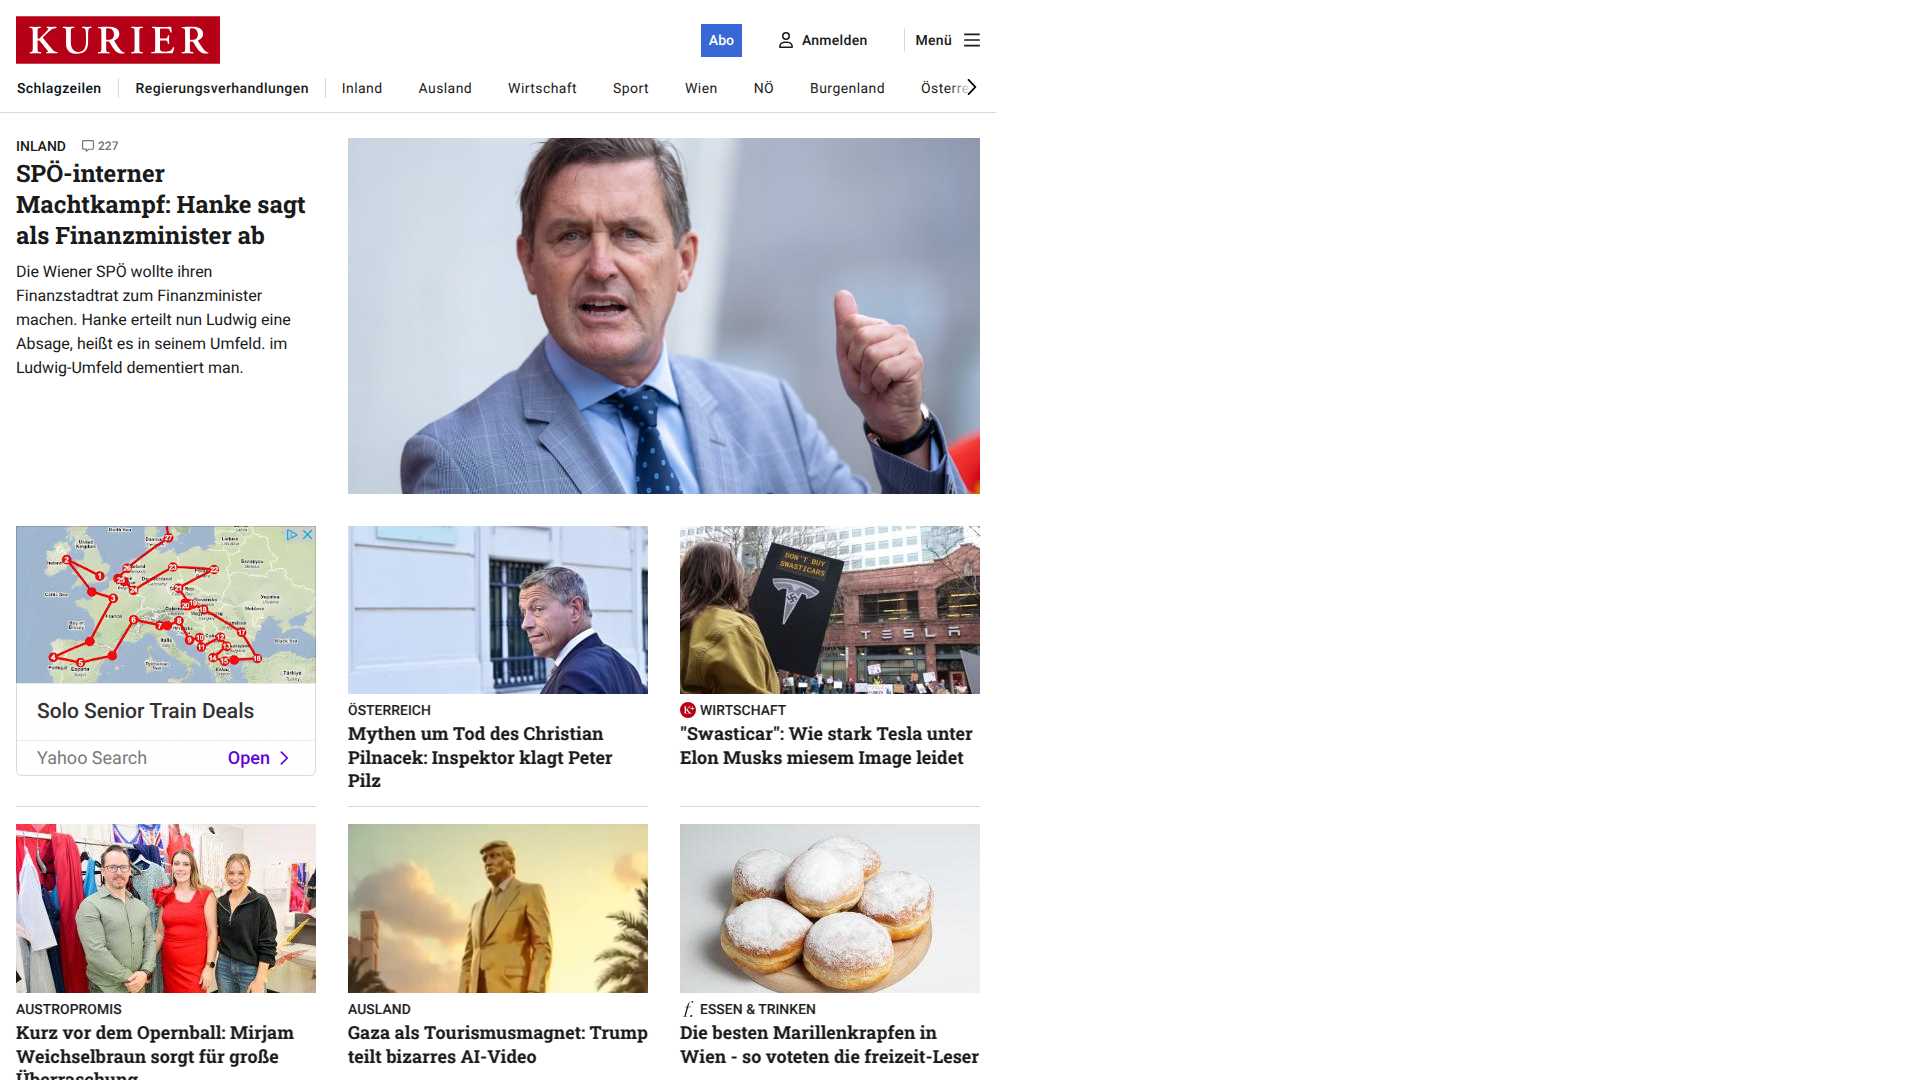 KURIER
Abo
Anmelden
Menü
Schlagzeilen
Regierungsverhandlungen
Inland
Ausland
Wirtschaft
Sport
Wien
NÖ
Burgenland
INLAND
227
SPÖ-interner
Machtkampf: Hanke sagt
als Finanzminister ab
Die Wiener SPÖ wollte ihren
Finanzstadtrat zum Finanzminister
machen. Hanke erteilt nun Ludwig eine
Absage, heißt es in seinem Umfeld. im
Ludwig-Umfeld dementiert man.
Solo Senior Train Deals
Yahoo Search
Open
DON'T BUY
SWASTICARS
TESLA
ÖSTERREICH
Mythen um Tod des Christian
Pilnacek: Inspektor klagt Peter
Pilz
K+ WIRTSCHAFT
"Swasticar": Wie stark Tesla unter
Elon Musks miesem Image leidet
AUSTROPROMIS
Kurz vor dem Opernball: Mirjam
Weichselbraun sorgt für große
Überraschung
AUSLAND
Gaza als Tourismusmagnet: Trump
teilt bizarres AI-Video
f. ESSEN & TRINKEN
Die besten Marillenkrapfen in
Wien - so voteten die freizeit-Leser